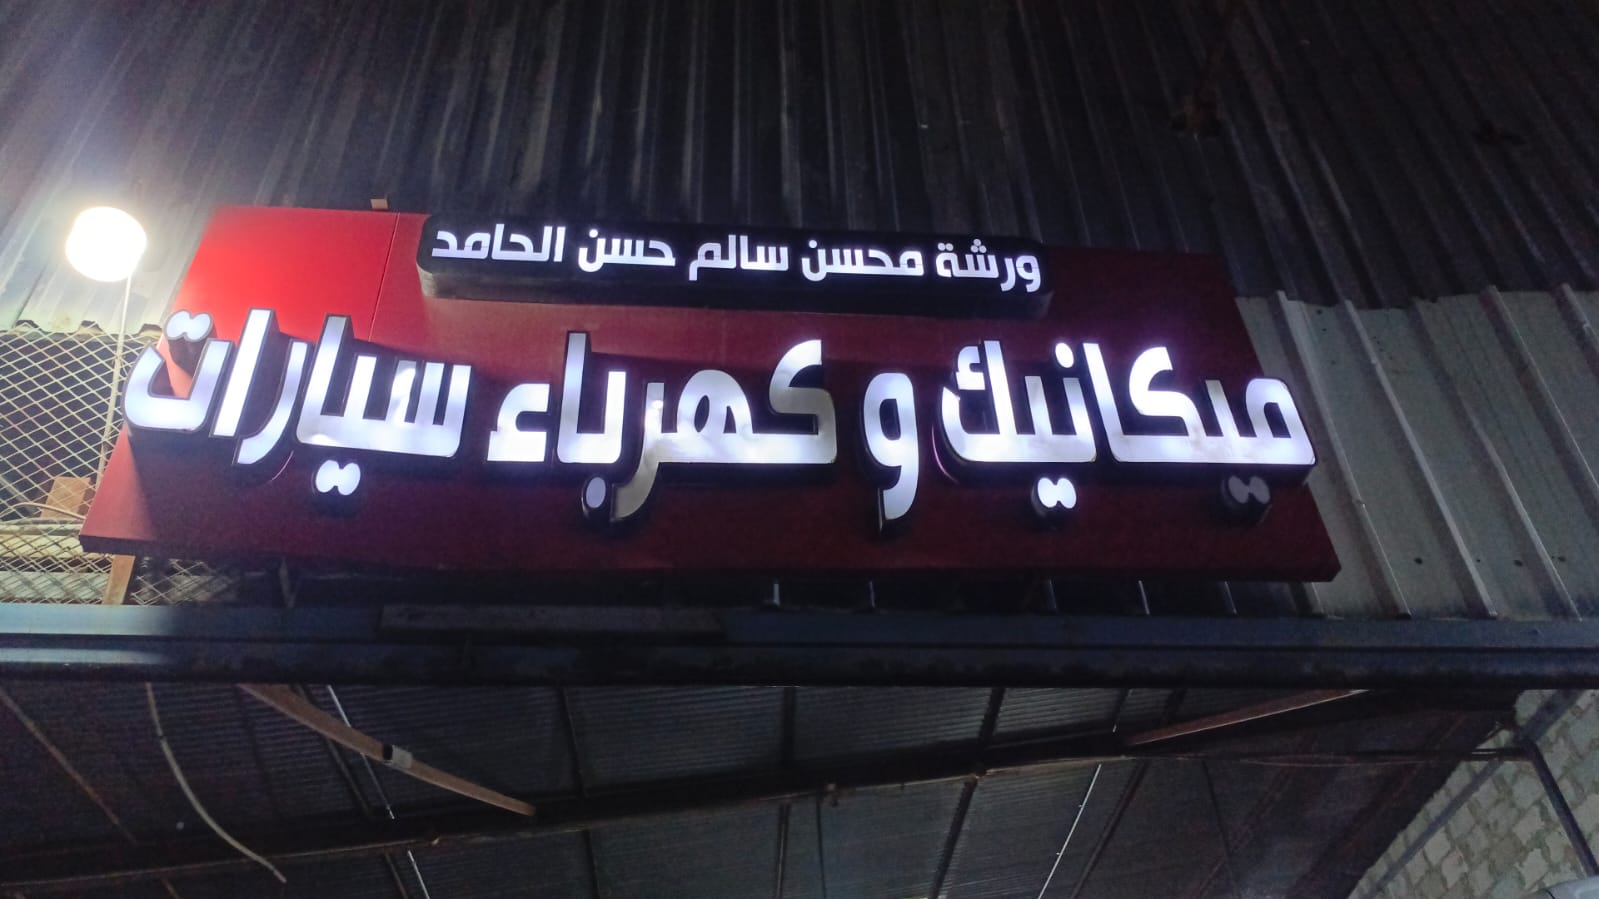 ورشة محسن سالم حسن الحامد
ميكانيك و كهرباء سيارات